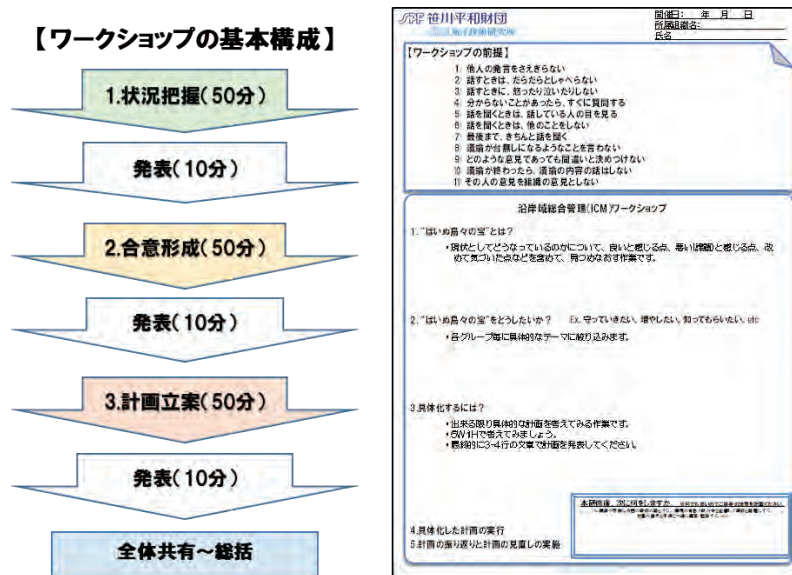 【ワークショップの基本構成】
1.状況把握(50分)
発表(10分)
2.合意形成(50分)
発表(10分)
3.計画立案(50分)
発表(10分)
全体共有～総括
SPF 笹川平和財団
開催日: 年 月 日
所属組織名:
氏名
【ワークショップの前提】
1 他人の発言をさえぎらない
2 話すときは、だらだらとしゃべらない
3 話すときに、怒ったり泣いたりしない
4 分からないことがあったら、すぐに質問する
5 話を聞くときは、話している人の目を見る
6 話を聞くときは、他のことをしない
7 最後まで、きちんと話を聞く
8 議論が台無しになるようなことを言わない
9 どのような意見であっても間違いと決めつけない
10 議論が終わったら、議論の内容の話はしない
11 その人の意見を組織の意見としない
沿岸域総合管理(ICM)ワークショップ
1.“ぱいぬ島々の宝”とは?
・現状としてどうなっているのかについて、良いと感じる点、悪い(課題)と感じる点、改
めて気づいた点などを含めて、見つめなおす作業です。
2.“ぱいぬ島々の宝”をどうしたいか? Ex.守っていきたい、増やしたい、知ってもらいたい、etc
・各グループ毎に具体的なテーマに絞り込みます。
3.具体化するには?
・出来る限り具体的な計画を考えてみる作業です。
・5W1Hで考えてみましょう。
・最終的に3-4行の文章で計画を発表してください。
本研修後、次に何をしますか
4.具体化した計画の実行
5.計画の振り返りと計画の見直しの実施